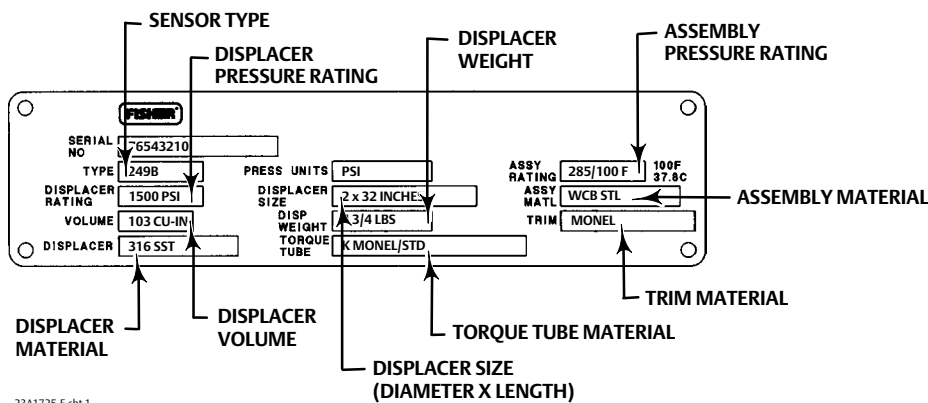 SENSOR TYPE
DISPLACER
PRESSURE RATING
DISPLACER
WEIGHT
ASSEMBLY
PRESSURE RATING
FISHER
SERIAL
NO
76543210
TYPE 249B
PRESS UNITS PSI
ASSY
RATING 285/100 F 100F
37.8C
DISPLACER
RATING 1500 PSI
DISPLACER
SIZE 2 x 32 INCHES
ASSY
MATL WCB STL
ASSEMBLY MATERIAL
VOLUME 103 CU-IN
DISP
WEIGHT 3/4 LBS
TRIM MONEL
DISPLACER 316 SST
TORQUE
TUBE K MONEL/STD
TRIM MATERIAL
DISPLACER
MATERIAL
DISPLACER
VOLUME
TORQUE TUBE MATERIAL
DISPLACER SIZE
(DIAMETER X LENGTH)
23A1725-E sht 1